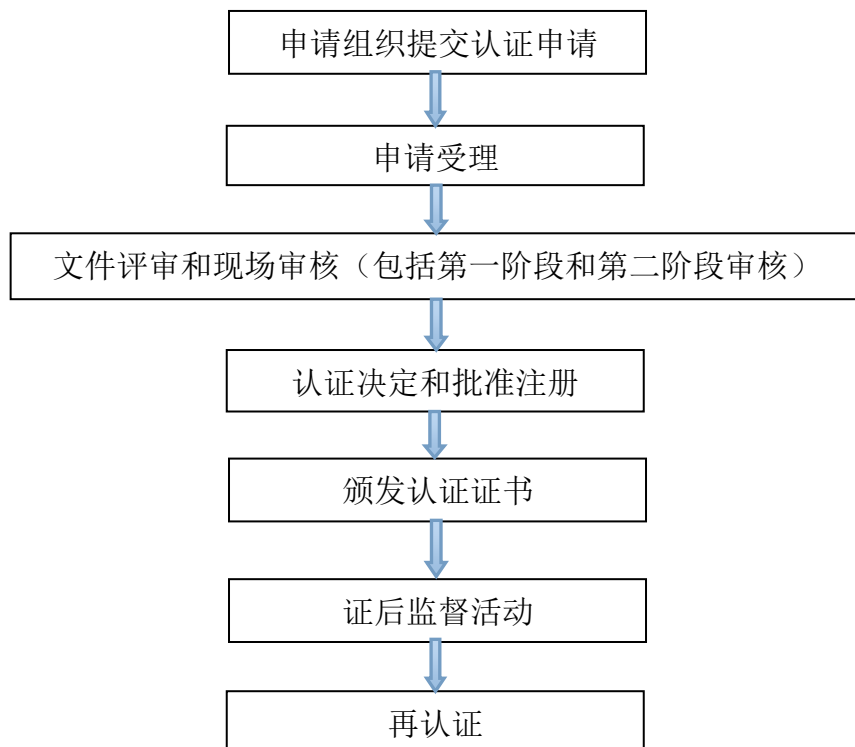 申请组织提交认证申请
申请受理
文件评审和现场审核（包括第一阶段和第二阶段审核）
认证决定和批准注册
颁发认证证书
证后监督活动
再认证